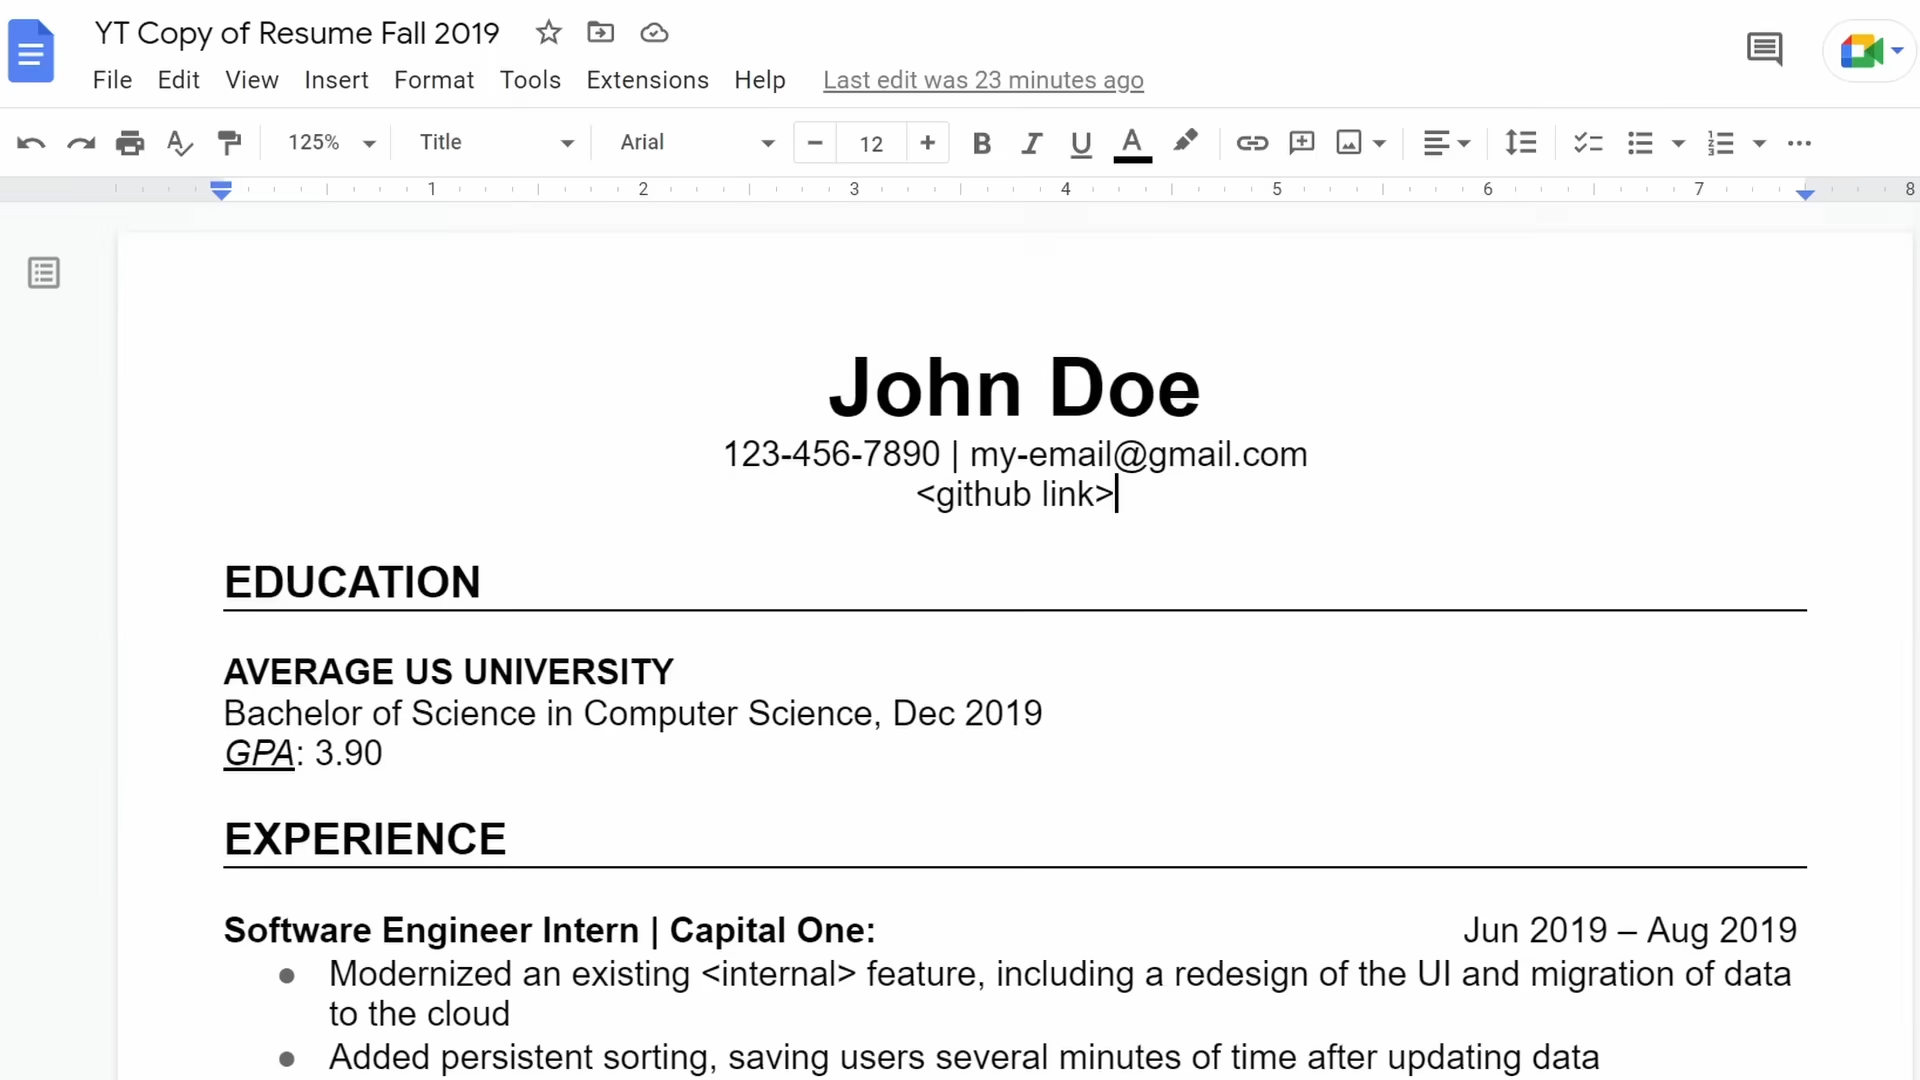 YT Copy of Resume Fall 2019
File Edit View Insert Format Tools Extensions Help Last edit was 23 minutes ago
125% Title Arial 12
1 2 3 4 5 6 7 8
John Doe
123-456-7890 | my-email@gmail.com
<github link>
EDUCATION
AVERAGE US UNIVERSITY
Bachelor of Science in Computer Science, Dec 2019
GPA: 3.90
EXPERIENCE
Software Engineer Intern | Capital One: Jun 2019 – Aug 2019
● Modernized an existing <internal> feature, including a redesign of the UI and migration of data
to the cloud
● Added persistent sorting, saving users several minutes of time after updating data